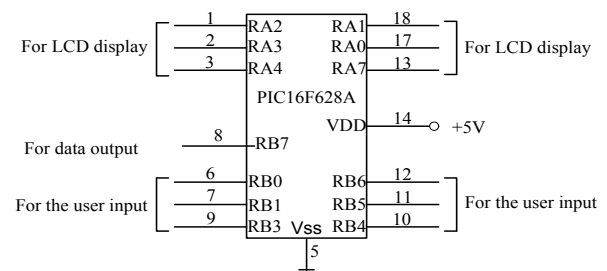 1 RA2 RA1 18
For LCD display 2 RA3 RA0 17 For LCD display
3 RA4 RA7 13
PIC16F628A
VDD 14 +5V
8
For data output RB7
6 RB0 RB6 12
For the user input 7 RB1 RB5 11 For the user input
9 RB3 Vss RB4 10
5